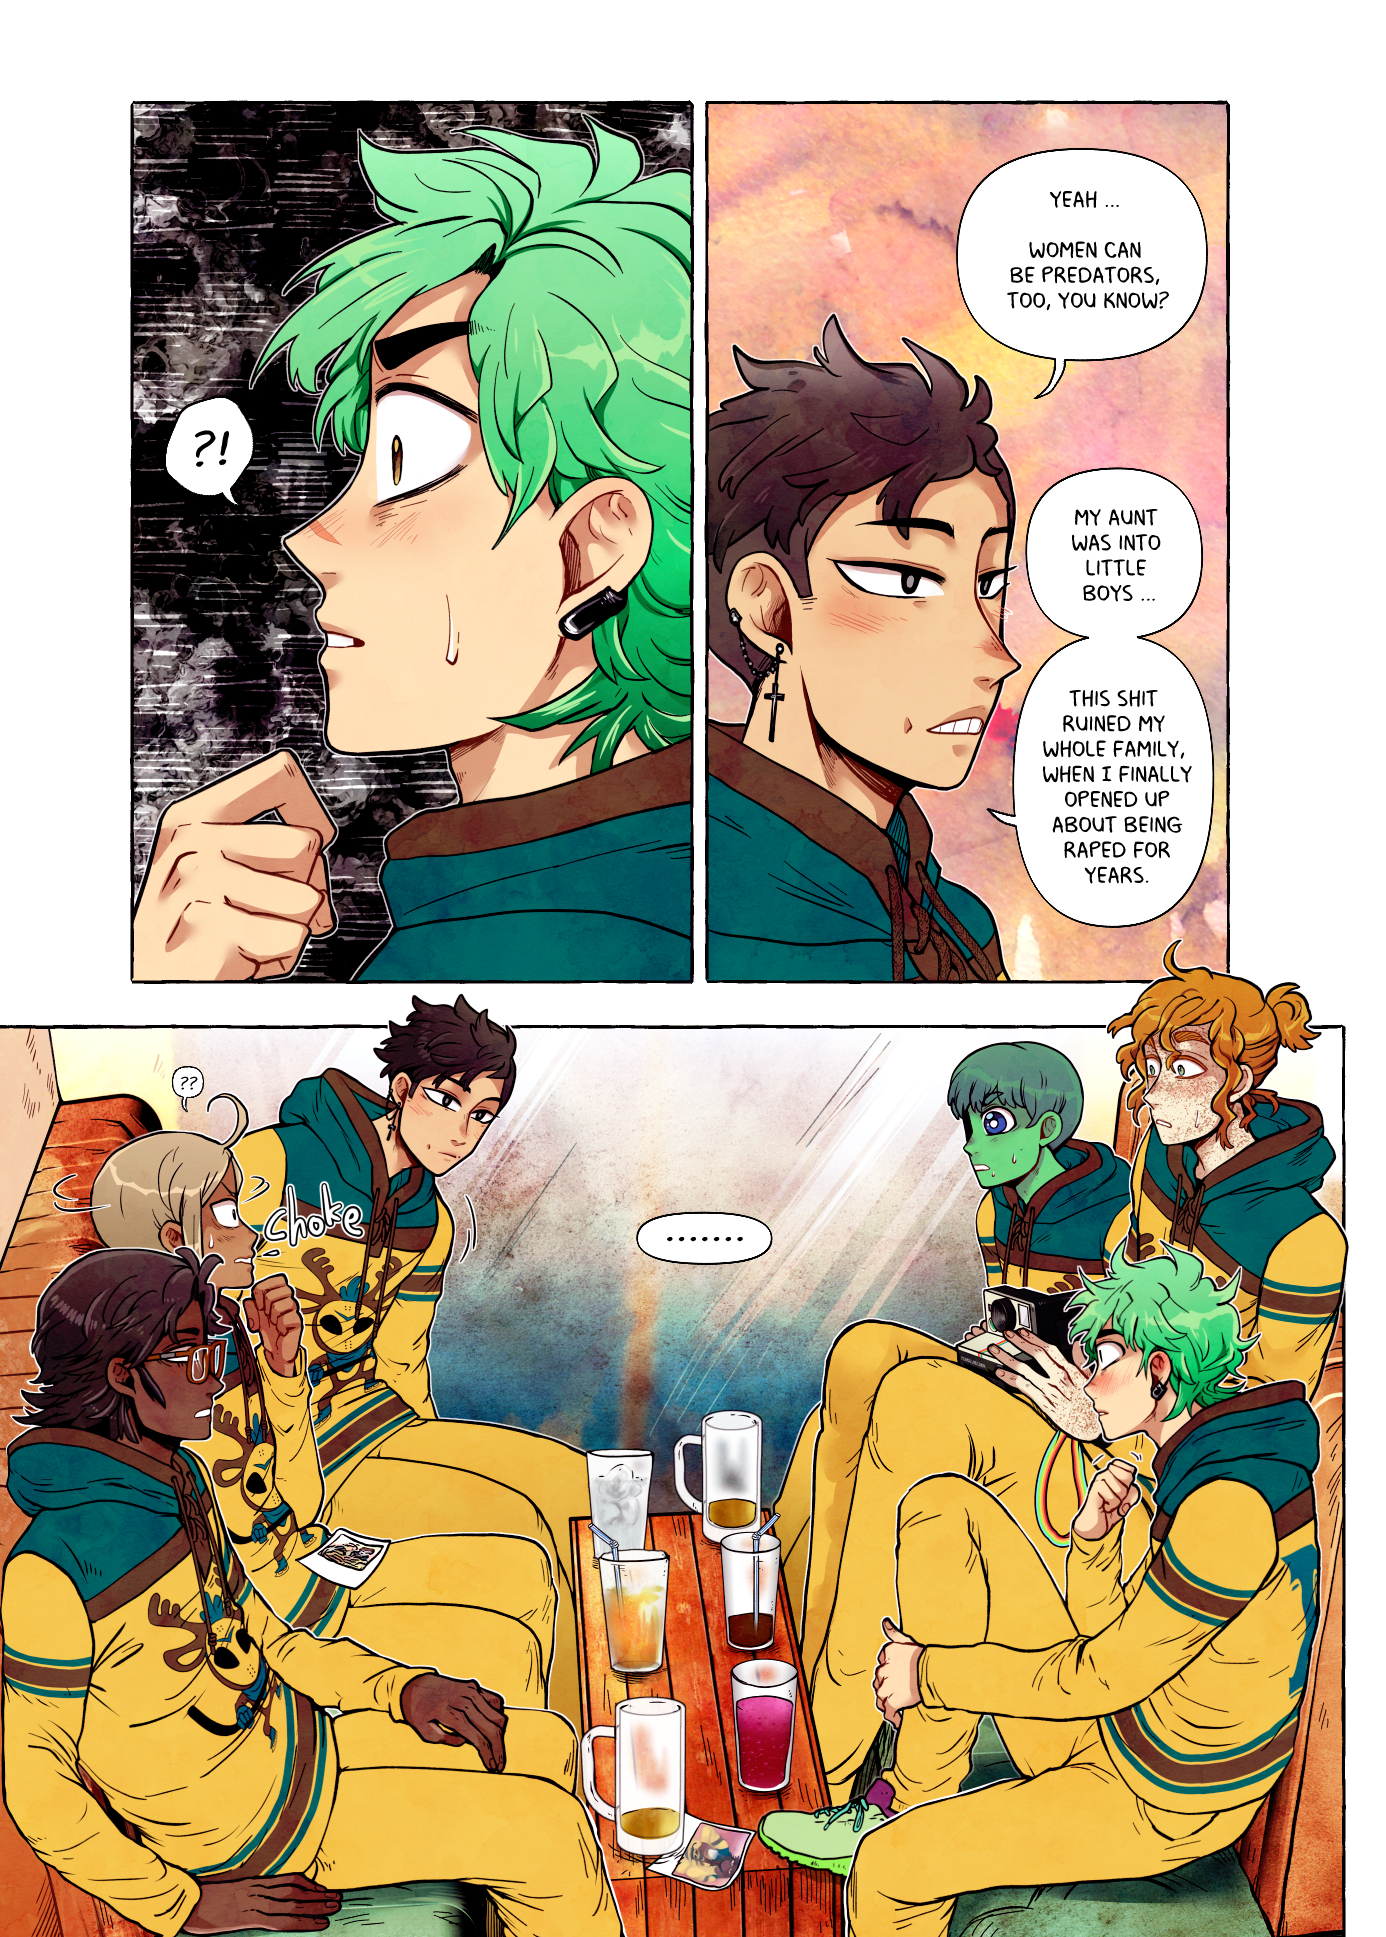 ?!
YEAH ...
WOMEN CAN
BE PREDATORS,
TOO, YOU KNOW?
MY AUNT
WAS INTO
LITTLE
BOYS ...
THIS SHIT
RUINED MY
WHOLE FAMILY,
WHEN I FINALLY
OPENED UP
ABOUT BEING
RAPED FOR
YEARS.
??
choke
.......